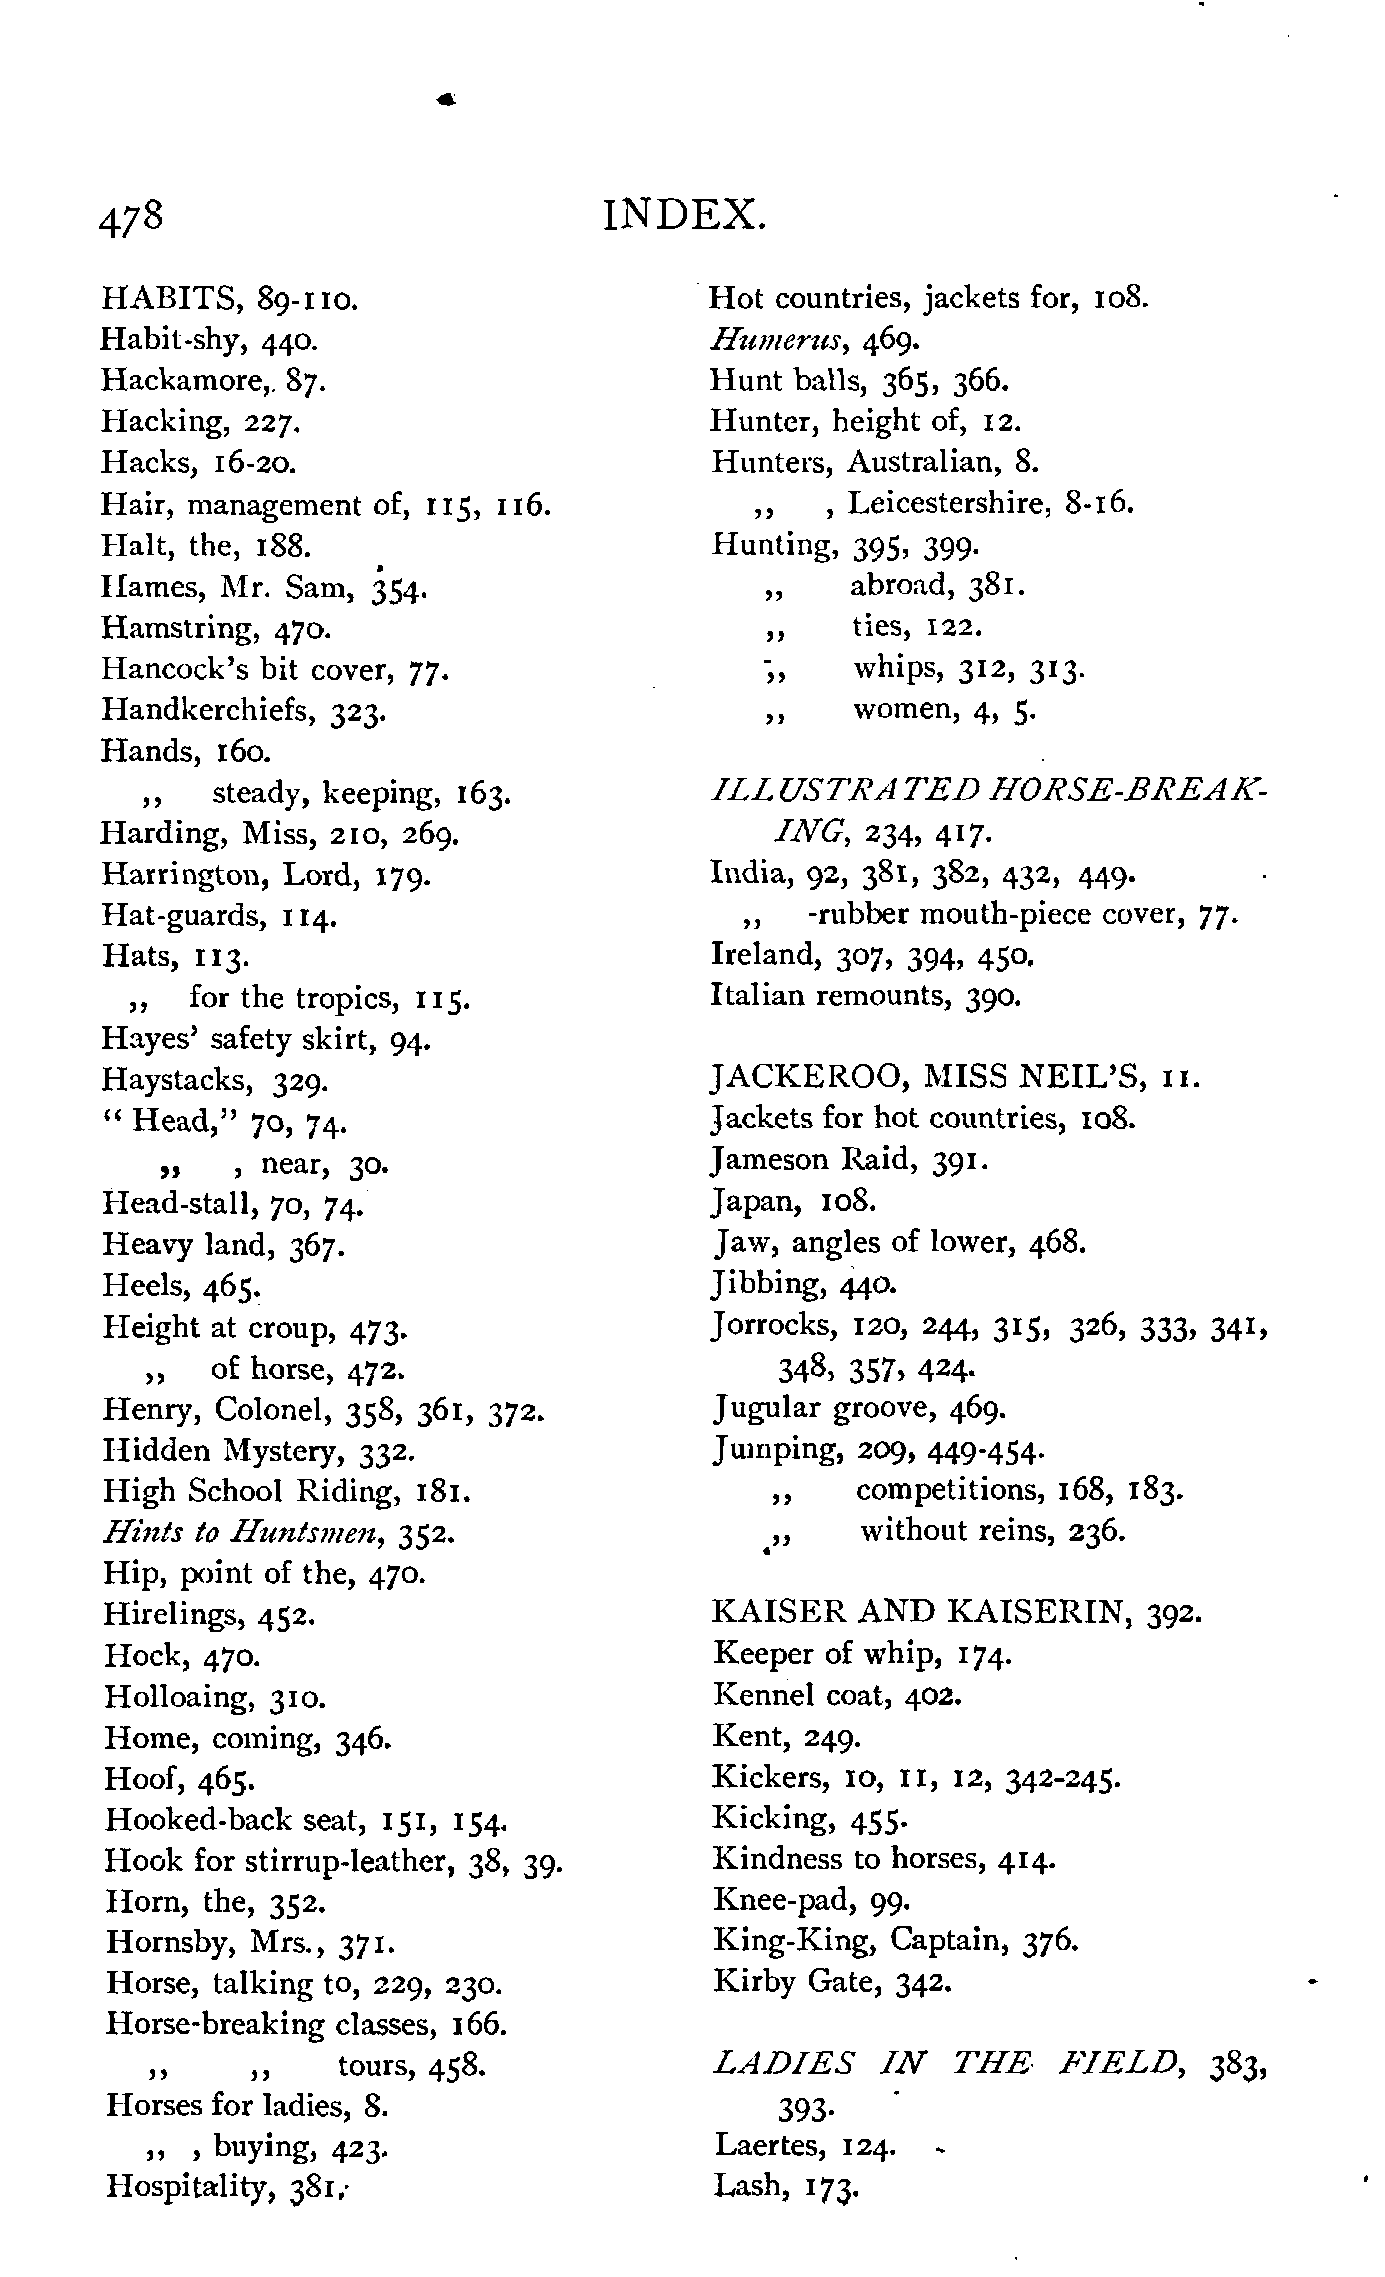 478 INDEX.
HABITS, 89-110.
Habit-shy, 440.
Hackamore, 87.
Hacking, 227.
Hacks, 16-20.
Hair, management of, 115, 116.
Halt, the, 188.
Hames, Mr. Sam, 354.
Hamstring, 470.
Hancock's bit cover, 77.
Handkerchiefs, 323.
Hands, 160.
,, steady, keeping, 163.
Harding, Miss, 210, 269.
Harrington, Lord, 179.
Hat-guards, 114.
Hats, 113.
,, for the tropics, 115.
Hayes' safety skirt, 94.
Haystacks, 329.
"Head," 70, 74.
,, , near, 30.
Head-stall, 70, 74.
Heavy land, 367.
Heels, 465.
Height at croup, 473.
,, of horse, 472.
Henry, Colonel, 358, 361, 372.
Hidden Mystery, 332.
High School Riding, 181.
Hints to Huntsmen, 352.
Hip, point of the, 470.
Hirelings, 452.
Hock, 470.
Holloaing, 310.
Home, coming, 346.
Hoof, 465.
Hooked-back seat, 151, 154.
Hook for stirrup-leather, 38, 39.
Horn, the, 352.
Hornsby, Mrs., 371.
Horse, talking to, 229, 230.
Horse-breaking classes, 166.
,, ,, tours, 458.
Horses for ladies, 8.
,, , buying, 423.
Hospitality, 381.
Hot countries, jackets for, 108.
Humerus, 469.
Hunt balls, 365, 366.
Hunter, height of, 12.
Hunters, Australian, 8.
,, , Leicestershire, 8-16.
Hunting, 395, 399.
,, abroad, 381.
,, ties, 122.
,, whips, 312, 313.
,, women, 4, 5.
ILLUSTRATED HORSE-BREAK-
ING, 234, 417.
India, 92, 381, 382, 432, 449.
,, -rubber mouth-piece cover, 77.
Ireland, 307, 394, 450.
Italian remounts, 390.
JACKEROO, MISS NEIL'S, 11.
Jackets for hot countries, 108.
Jameson Raid, 391.
Japan, 108.
Jaw, angles of lower, 468.
Jibbing, 440.
Jorrocks, 120, 244, 315, 326, 333, 341,
348, 357, 424.
Jugular groove, 469.
Jumping, 209, 449-454.
,, competitions, 168, 183.
,, without reins, 236.
KAISER AND KAISERIN, 392.
Keeper of whip, 174.
Kennel coat, 402.
Kent, 249.
Kickers, 10, 11, 12, 342-245.
Kicking, 455.
Kindness to horses, 414.
Knee-pad, 99.
King-King, Captain, 376.
Kirby Gate, 342.
LADIES IN THE FIELD, 383,
393.
Laertes, 124.
Lash, 173.